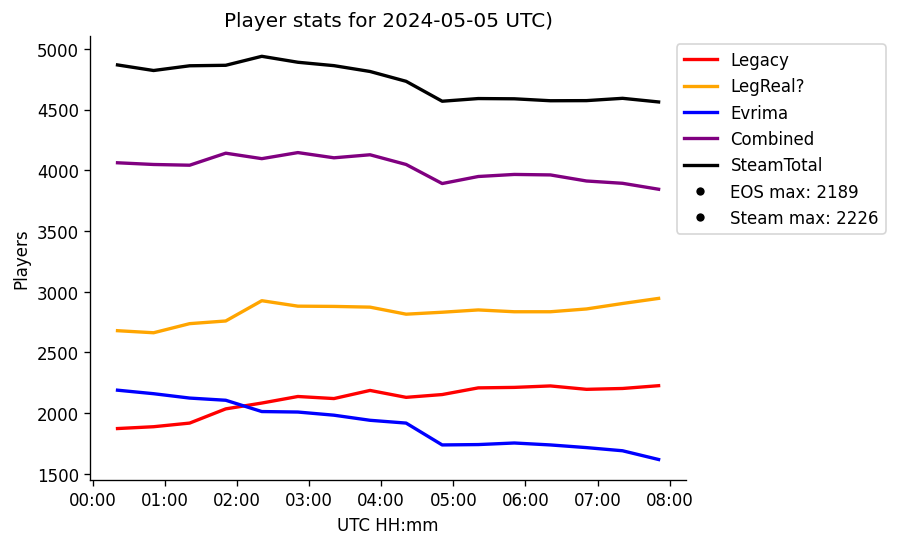 Player stats for 2024-05-05 UTC)
Players
5000
4500
4000
3500
3000
2500
2000
1500
00:00 01:00 02:00 03:00 04:00 05:00 06:00 07:00 08:00
UTC HH:mm
Legacy
LegReal?
Evrima
Combined
SteamTotal
EOS max: 2189
Steam max: 2226